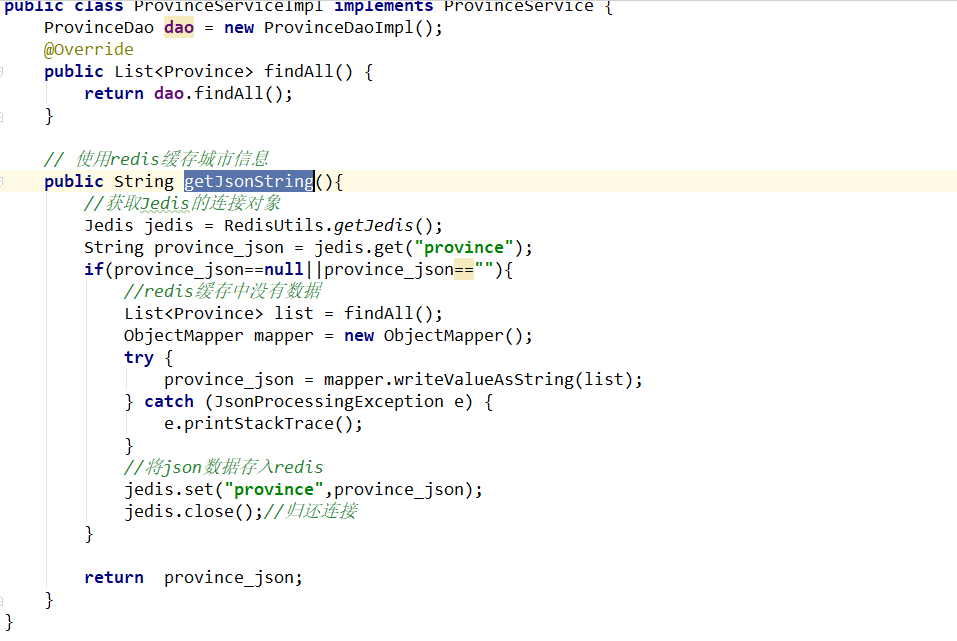 public class ProvinceServiceImpl implements ProvinceService {
    ProvinceDao dao = new ProvinceDaoImpl();
    @Override
    public List<Province> findAll() {
        return dao.findAll();
    }
    // 使用redis缓存城市信息
    public String getJsonString(){
        //获取Jedis的连接对象
        Jedis jedis = RedisUtils.getJedis();
        String province_json = jedis.get("province");
        if(province_json==null||province_json==""){
            //redis缓存中没有数据
            List<Province> list = findAll();
            ObjectMapper mapper = new ObjectMapper();
            try {
                province_json = mapper.writeValueAsString(list);
            } catch (JsonProcessingException e) {
                e.printStackTrace();
            }
            //将json数据存入redis
            jedis.set("province",province_json);
            jedis.close();//归还连接
        }
        return  province_json;
    }
}